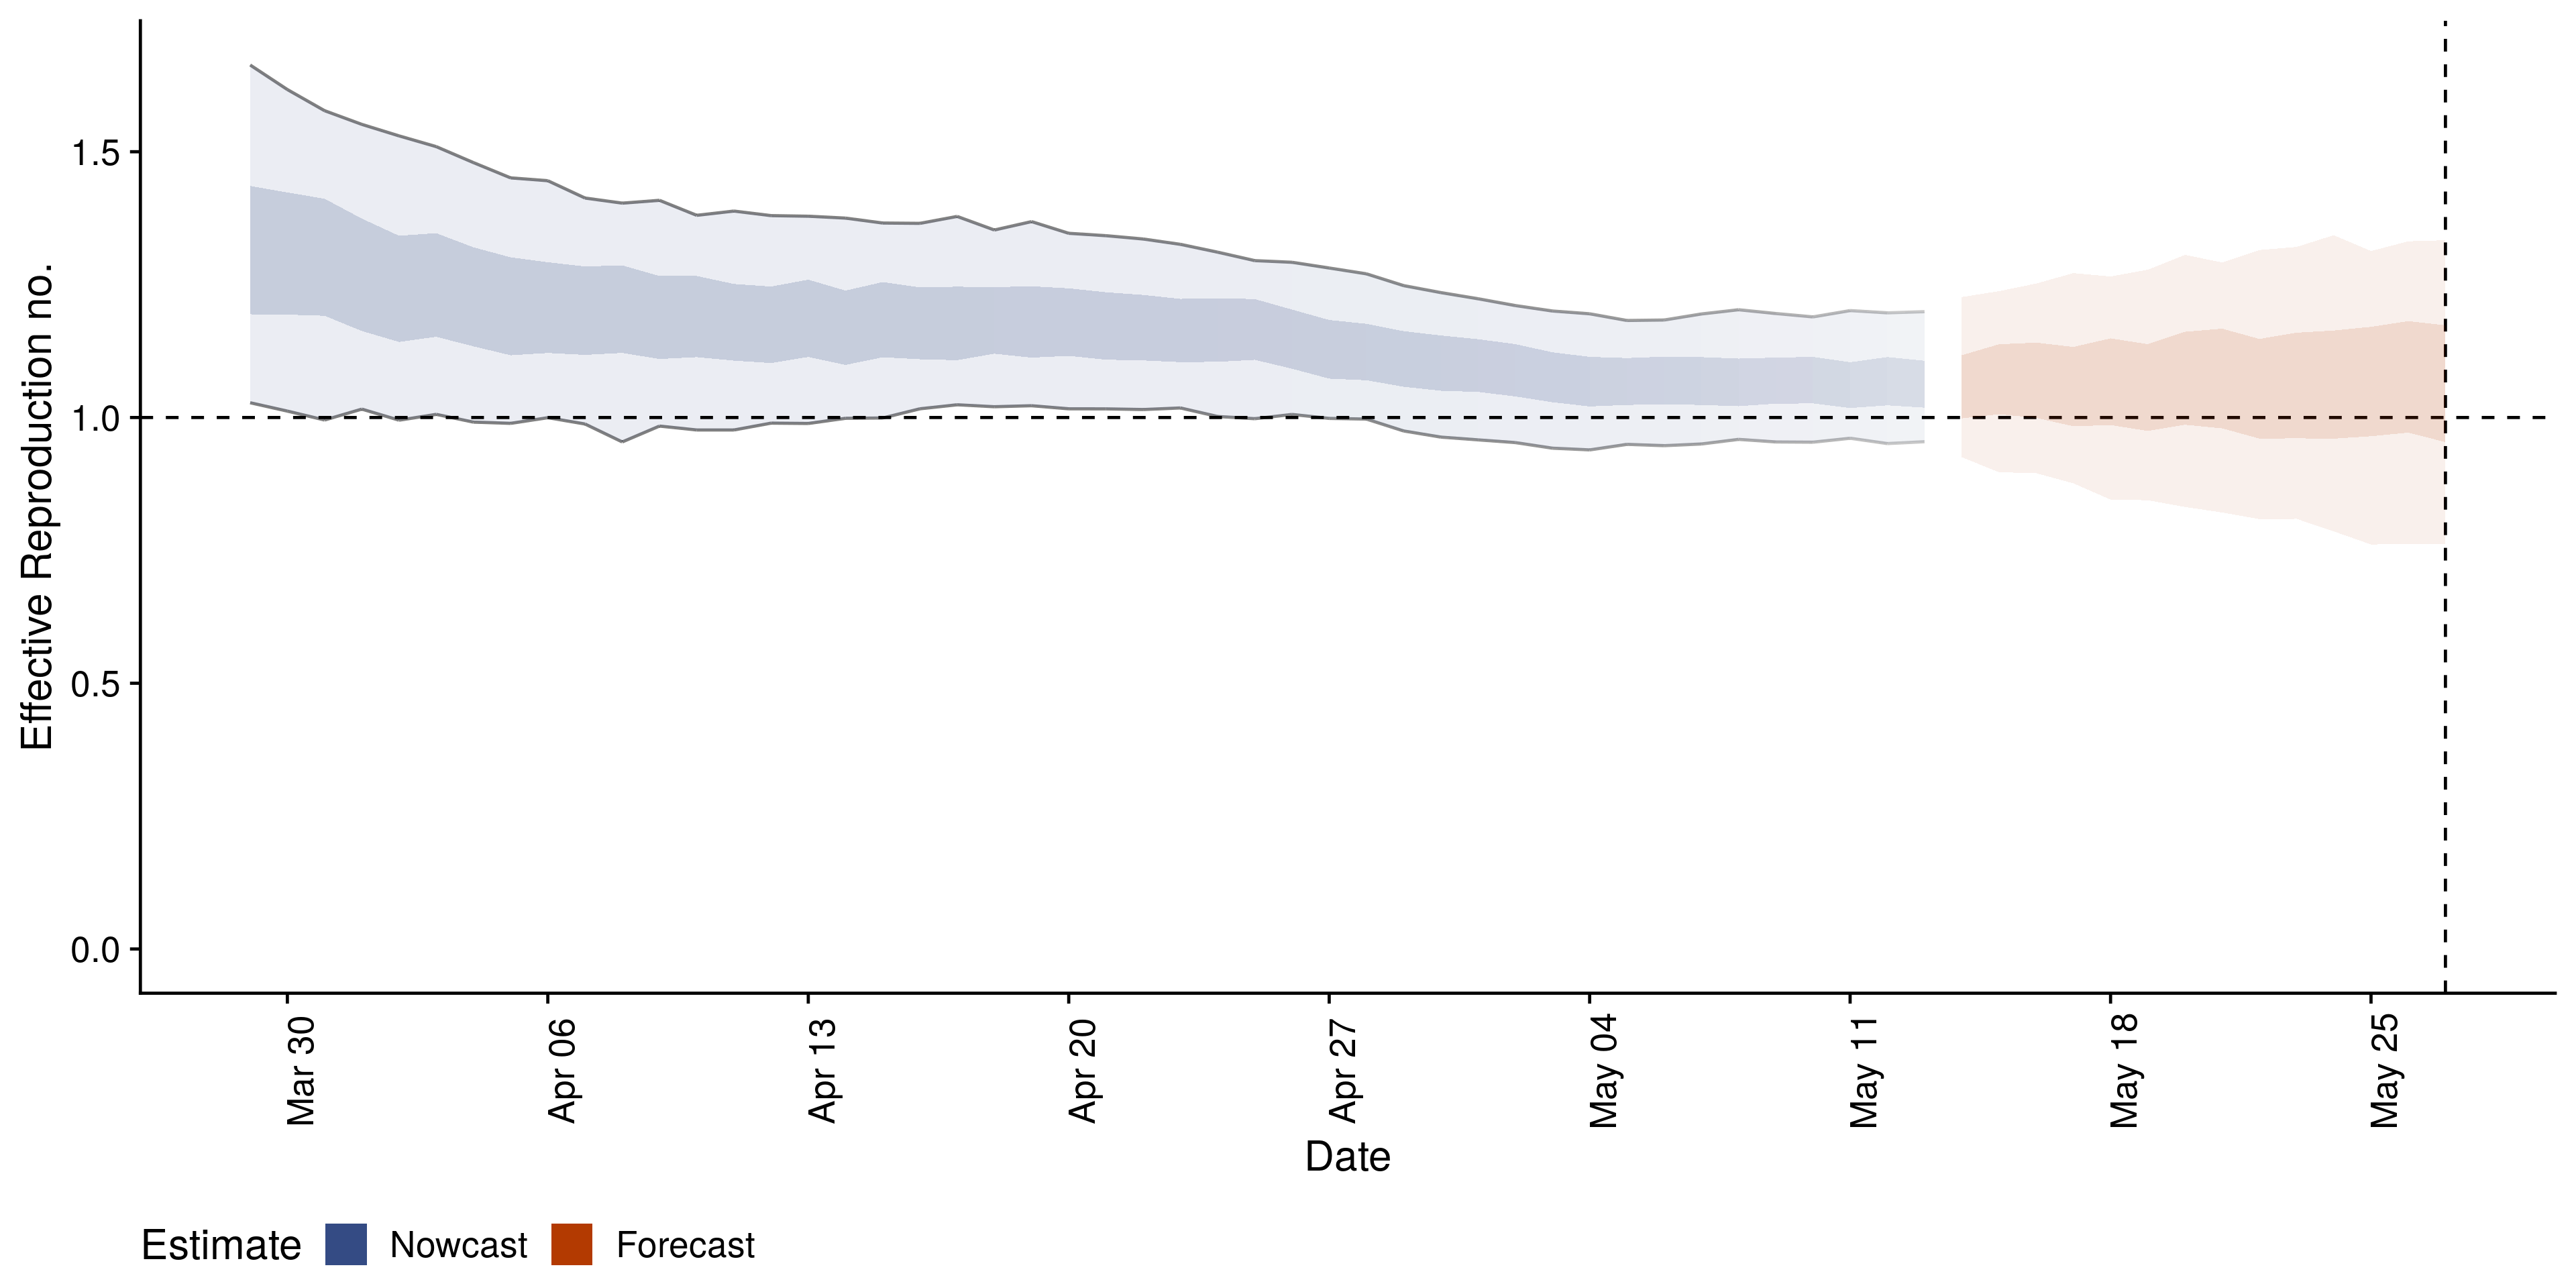 Effective Reproduction no.
1.5
1.0
0.5
0.0
Mar 30
Apr 06
Apr 13
Apr 20
Apr 27
May 04
May 11
May 18
May 25
Date
Estimate Nowcast Forecast